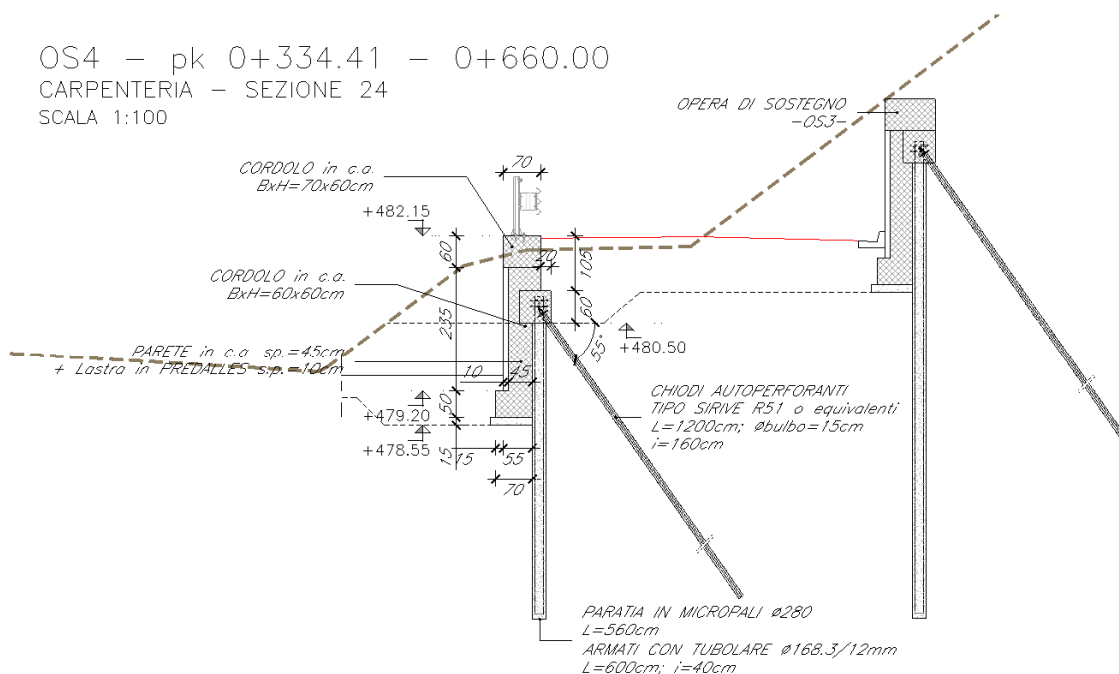 OS4 - pk 0+334.41 - 0+660.00
CARPENTERIA - SEZIONE 24
SCALA 1:100
OPERA DI SOSTEGNO
-OS3-
CORDOLO in c.a.
BxH=70x60cm
70
+482.15
60
20
105
CORDOLO in c.a.
BxH=60x60cm
235
60
55°
+480.50
PARETE in c.a. sp.=45cm
+ Lastra in PREDALLES sp.=10cm
10
45
CHIODI AUTOPERFORANTI
TIPO SIRIVE R51 o equivalenti
L=1200cm; øbulbo=15cm
i=160cm
+479.20
50
+478.55
15
15
55
70
PARATIA IN MICROPALI ø280
L=560cm
ARMATI CON TUBOLARE ø168.3/12mm
L=600cm; i=40cm